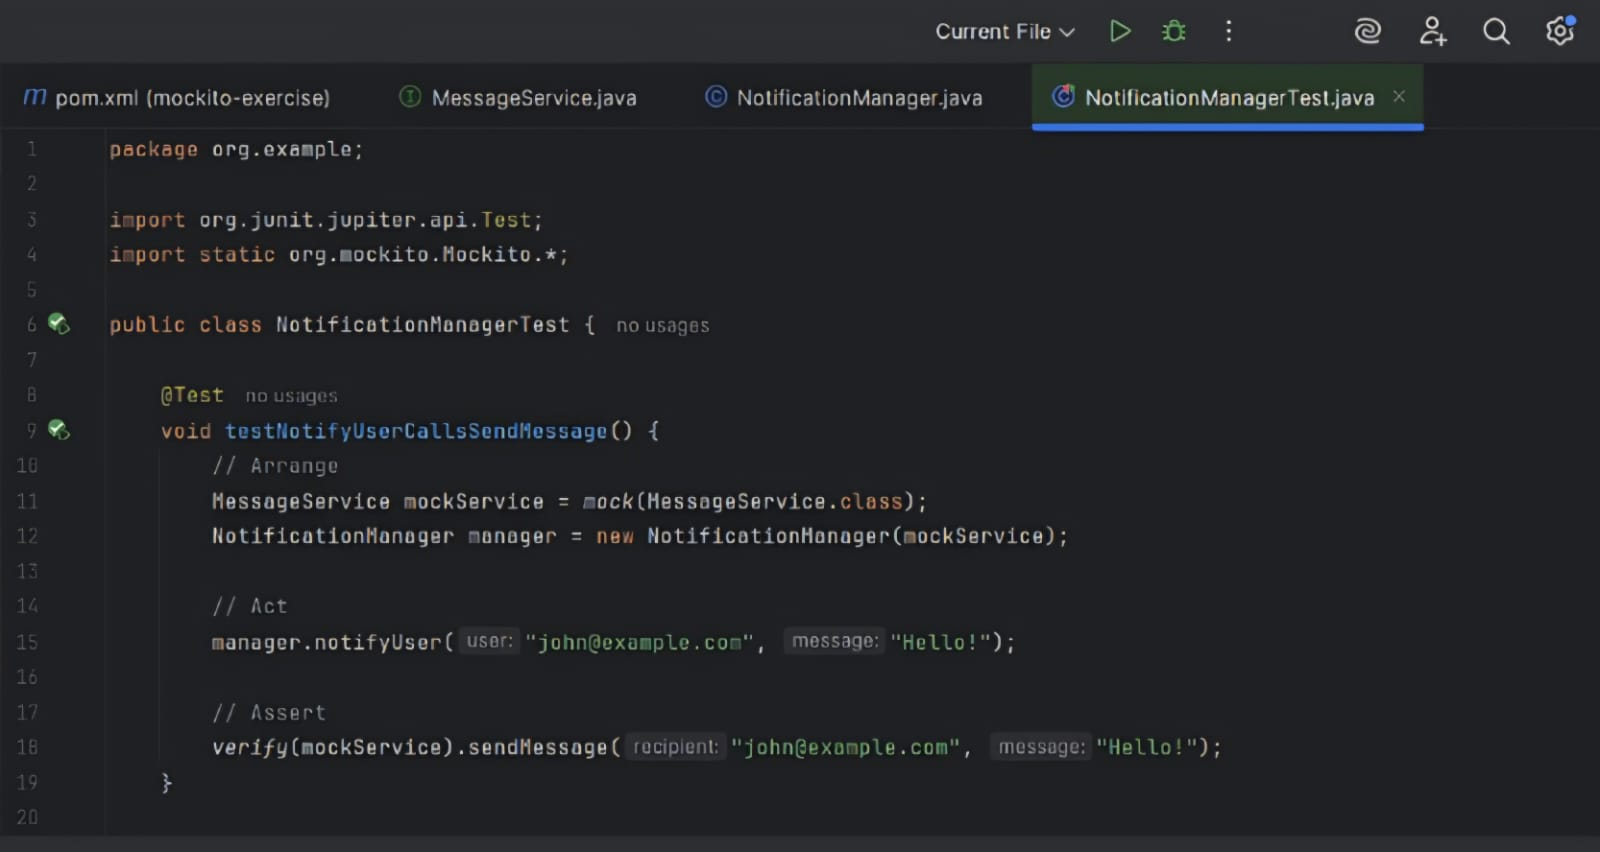 Current File
m pom.xml (mockito-exercise) MessageService.java NotificationManager.java NotificationManagerTest.java
1 package org.example;
2
3 import org.junit.jupiter.api.Test;
4 import static org.mockito.Mockito.*;
5
6 public class NotificationManagerTest { no usages
7
8 @Test no usages
9 void testNotifyUserCallsSendMessage() {
10 // Arrange
11 MessageService mockService = mock(MessageService.class);
12 NotificationManager manager = new NotificationManager(mockService);
13
14 // Act
15 manager.notifyUser( user: "john@example.com", message: "Hello!");
16
17 // Assert
18 verify(mockService).sendMessage( recipient: "john@example.com", message: "Hello!");
19 }
20